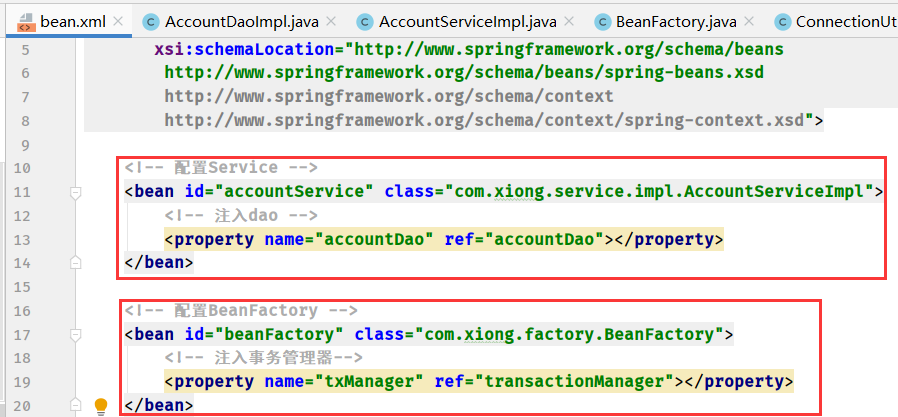 bean.xml × AccountDaoImpl.java × AccountServiceImpl.java × BeanFactory.java × ConnectionUt
5 xsi:schemaLocation="http://www.springframework.org/schema/beans
6 http://www.springframework.org/schema/beans/spring-beans.xsd
7 http://www.springframework.org/schema/context
8 http://www.springframework.org/schema/context/spring-context.xsd">
9
10 <!-- 配置Service -->
11 <bean id="accountService" class="com.xiong.service.impl.AccountServiceImpl">
12 <!-- 注入dao -->
13 <property name="accountDao" ref="accountDao"></property>
14 </bean>
15
16 <!-- 配置BeanFactory -->
17 <bean id="beanFactory" class="com.xiong.factory.BeanFactory">
18 <!-- 注入事务管理器-->
19 <property name="txManager" ref="transactionManager"></property>
20 </bean>